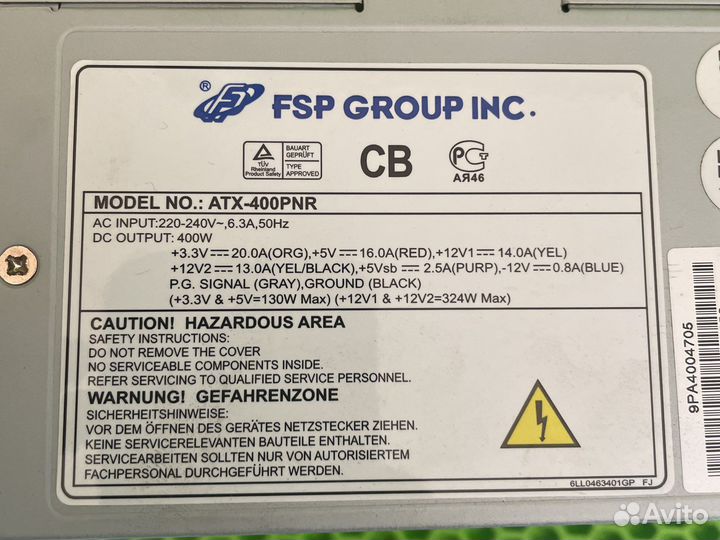 ® FSP GROUP INC.
TÜV Rheinland Product Safety
BAUART GEPRÜFT
TYPE APPROVED
CB
PCT
АЯ46
MODEL NO.: ATX-400PNR
AC INPUT:220-240V~,6.3A,50Hz
DC OUTPUT: 400W
+3.3V⎓20.0A(ORG),+5V⎓16.0A(RED),+12V1⎓14.0A(YEL)
+12V2⎓13.0A(YEL/BLACK),+5Vsb⎓2.5A(PURP),-12V⎓0.8A(BLUE)
P.G. SIGNAL (GRAY),GROUND (BLACK)
(+3.3V & +5V=130W Max) (+12V1 & +12V2=324W Max)
CAUTION! HAZARDOUS AREA
SAFETY INSTRUCTIONS:
DO NOT REMOVE THE COVER
NO SERVICEABLE COMPONENTS INSIDE.
REFER SERVICING TO QUALIFIED SERVICE PERSONNEL.
WARNUNG! GEFAHRENZONE
SICHERHEITSHINWEISE:
VOR DEM ÖFFNEN DES GERÄTES NETZSTECKER ZIEHEN.
KEINE SERVICERELEVANTEN BAUTEILE ENTHALTEN.
SERVICEARBEITEN SOLLTEN NUR VON AUTORISIERTEM
FACHPERSONAL DURCHGEFÜHRT WERDEN.
6LL0463401GP FJ
9PA4004705
Avito